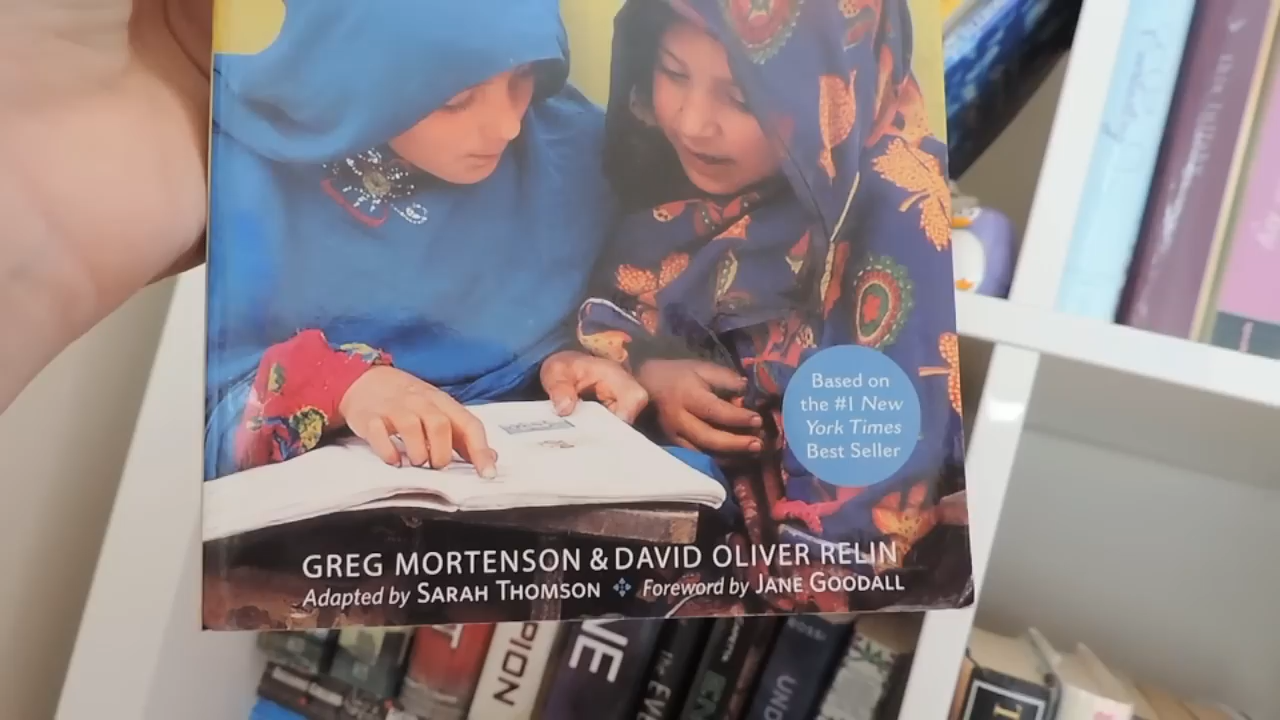 Based on
the #1 New
York Times
Best Seller
GREG MORTENSON & DAVID OLIVER RELIN
Adapted by SARAH THOMSON Foreword by JANE GOODALL
UND